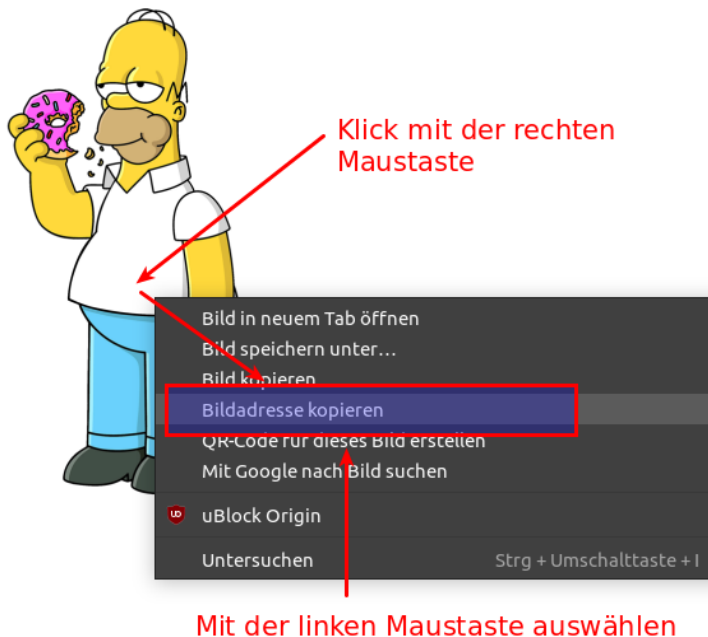 Klick mit der rechten
Maustaste
Bild in neuem Tab öffnen
Bild speichern unter…
Bild kopieren
Bildadresse kopieren
QR-Code für dieses Bild erstellen
Mit Google nach Bild suchen
uBlock Origin
Untersuchen Strg + Umschalttaste + I
Mit der linken Maustaste auswählen